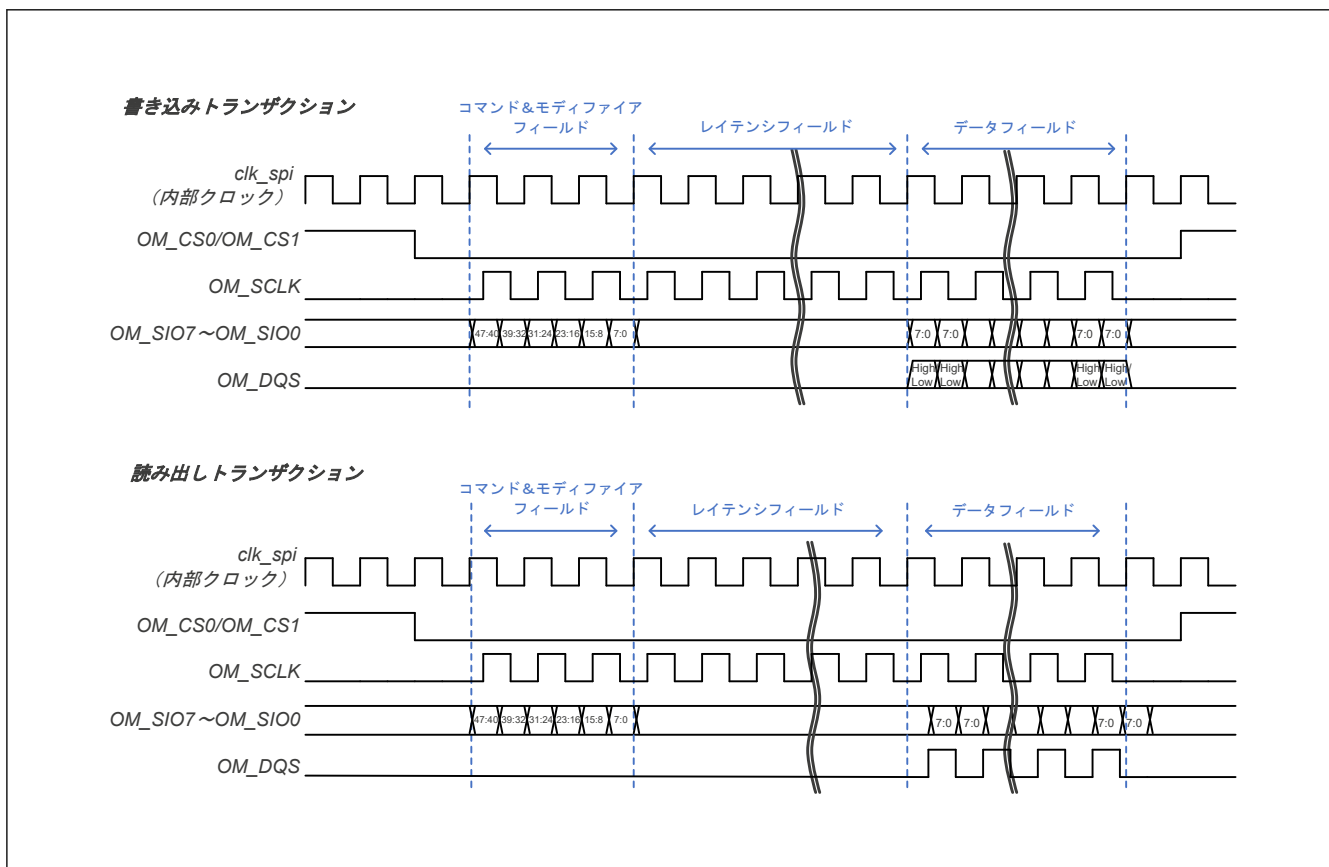 書き込みトランザクション
コマンド&モディファイア
フィールド
レイテンシフィールド
データフィールド
clk_spi
（内部クロック）
OM_CS0/OM_CS1
OM_SCLK
OM_SIO7～OM_SIO0
47:40 39:32 31:24 23:16 15:8 7:0 7:0 7:0 7:0 7:0
OM_DQS
High High High High
Low Low Low Low
読み出しトランザクション
コマンド&モディファイア
フィールド
レイテンシフィールド
データフィールド
clk_spi
（内部クロック）
OM_CS0/OM_CS1
OM_SCLK
OM_SIO7～OM_SIO0
47:40 39:32 31:24 23:16 15:8 7:0 7:0 7:0 7:0 7:0
OM_DQS